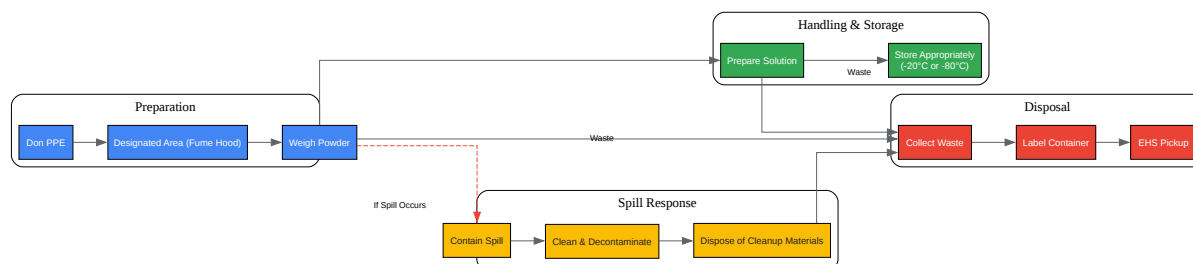 Handling & Storage
Prepare Solution
Waste
Store Appropriately
(-20°C or -80°C)
Preparation
Don PPE
Designated Area (Fume Hood)
Weigh Powder
Waste
Disposal
Collect Waste
Label Container
EHS Pickup
If Spill Occurs
Spill Response
Contain Spill
Clean & Decontaminate
Dispose of Cleanup Materials